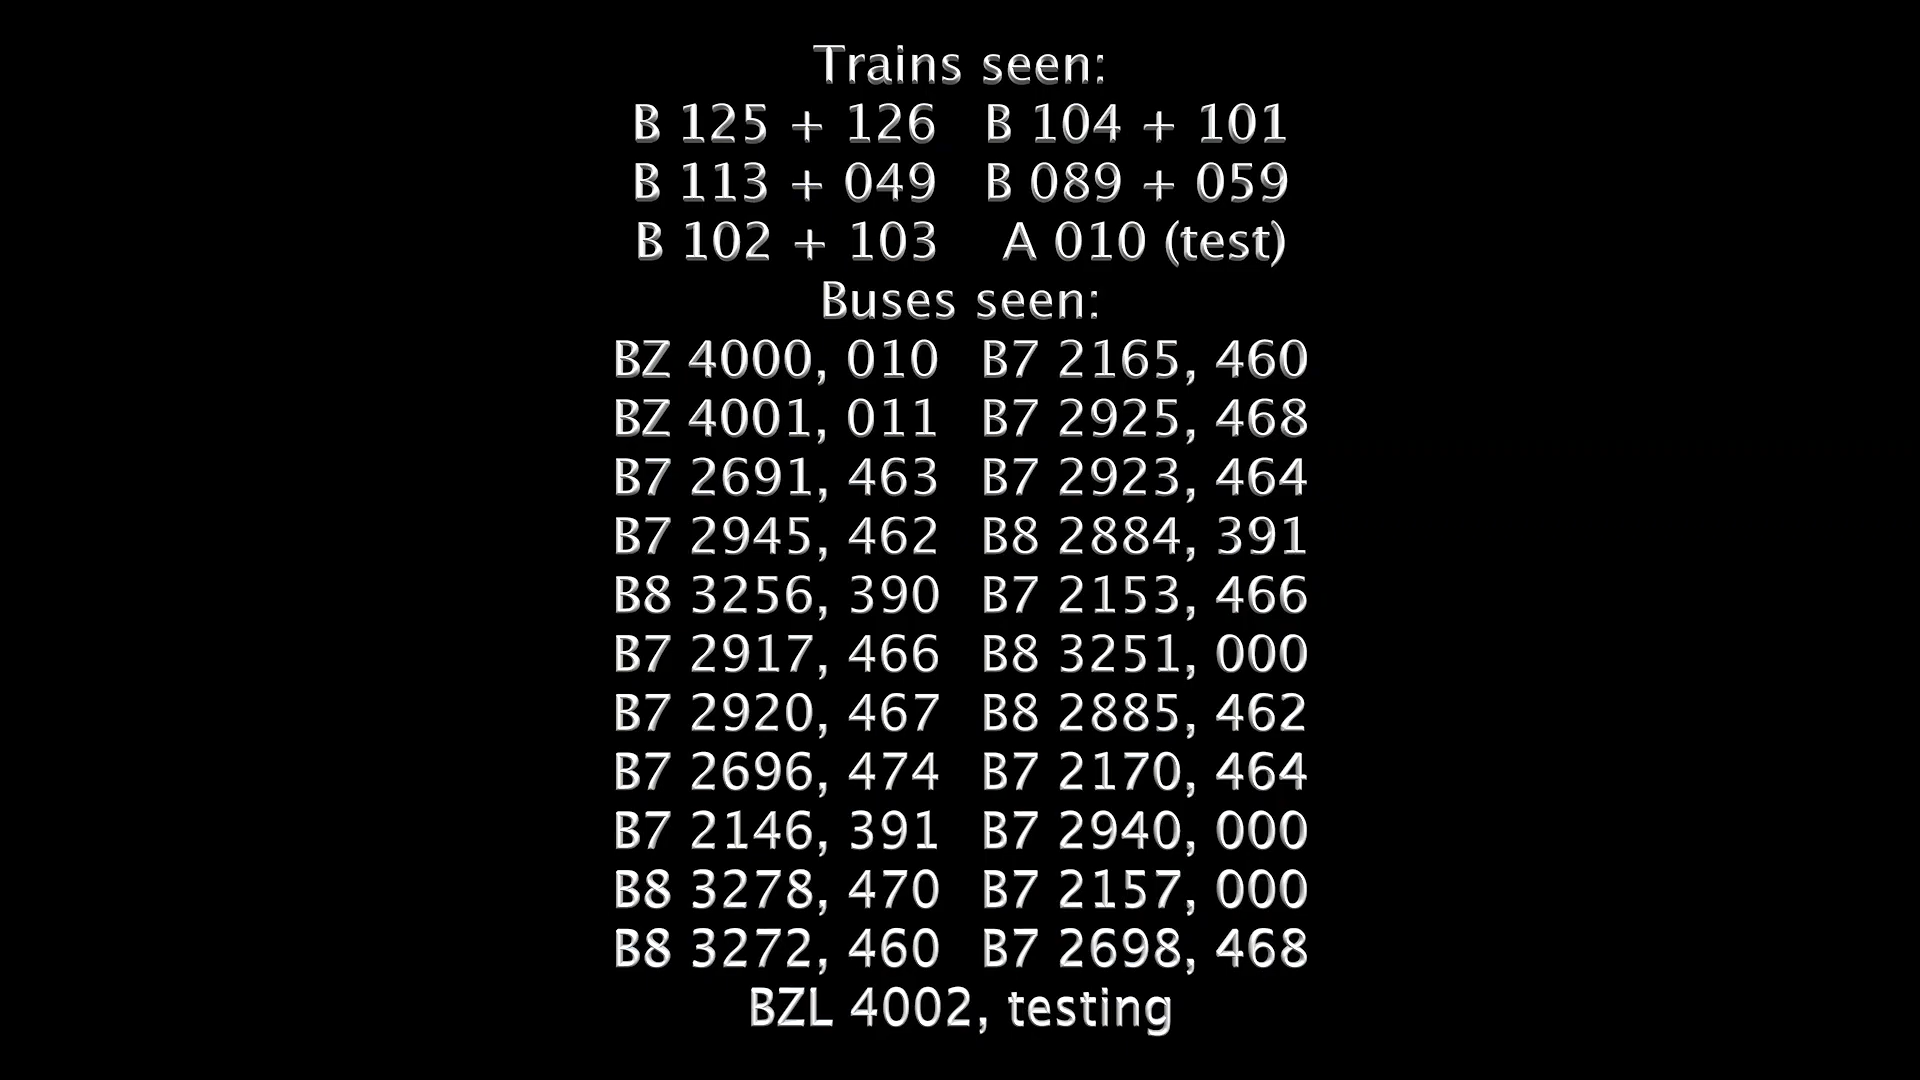 Trains seen:
B 125 + 126   B 104 + 101
B 113 + 049   B 089 + 059
B 102 + 103   A 010 (test)
Buses seen:
BZ 4000, 010   B7 2165, 460
BZ 4001, 011   B7 2925, 468
B7 2691, 463   B7 2923, 464
B7 2945, 462   B8 2884, 391
B8 3256, 390   B7 2153, 466
B7 2917, 466   B8 3251, 000
B7 2920, 467   B8 2885, 462
B7 2696, 474   B7 2170, 464
B7 2146, 391   B7 2940, 000
B8 3278, 470   B7 2157, 000
B8 3272, 460   B7 2698, 468
BZL 4002, testing